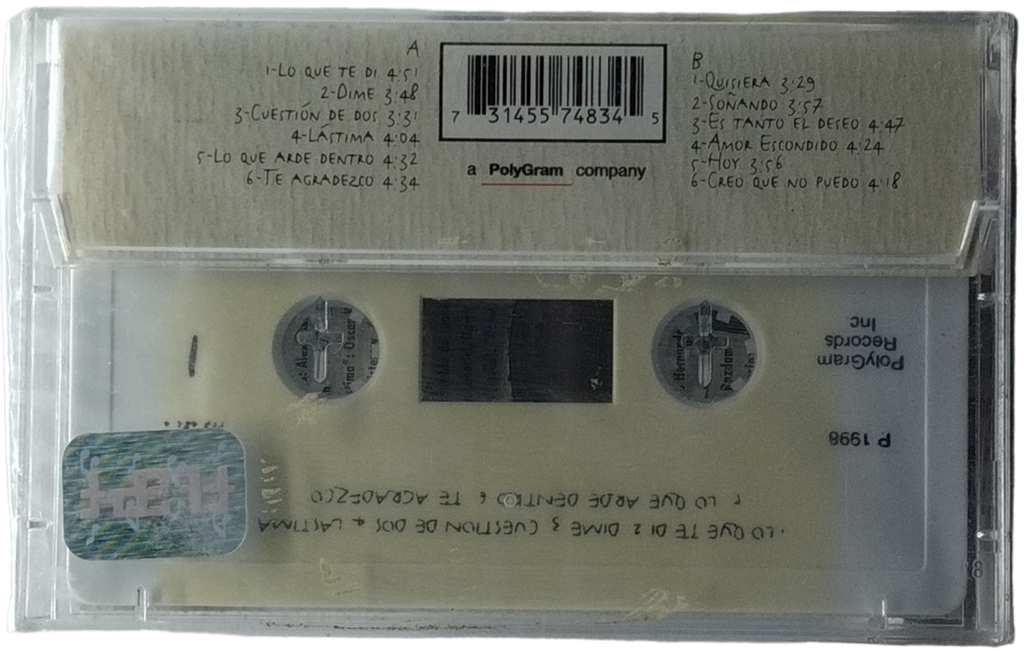 A
1-LO QUE TE DI 4:51
2-DIME 3:48
3-CUESTIÓN DE DOS 3:31
4-LÁSTIMA 4:04
5-LO QUE ARDE DENTRO 4:32
6-TE AGRADEZCO 4:34
7 31455 74834 5
a PolyGram company
B
1-QUISIERA 3:29
2-SOÑANDO 3:57
3-ES TANTO EL DESEO 4:47
4-AMOR ESCONDIDO 4:24
5-HOY 3:56
6-CREO QUE NO PUEDO 4:18
Oscar
PolyGram
Records
Inc.
P. 1998
LO QUE TE DI 2 DIME 3 CUESTION DE DOS 4 LASTIMA
5 LO QUE ARDE DENTRO 6 TE AGRADEZCO